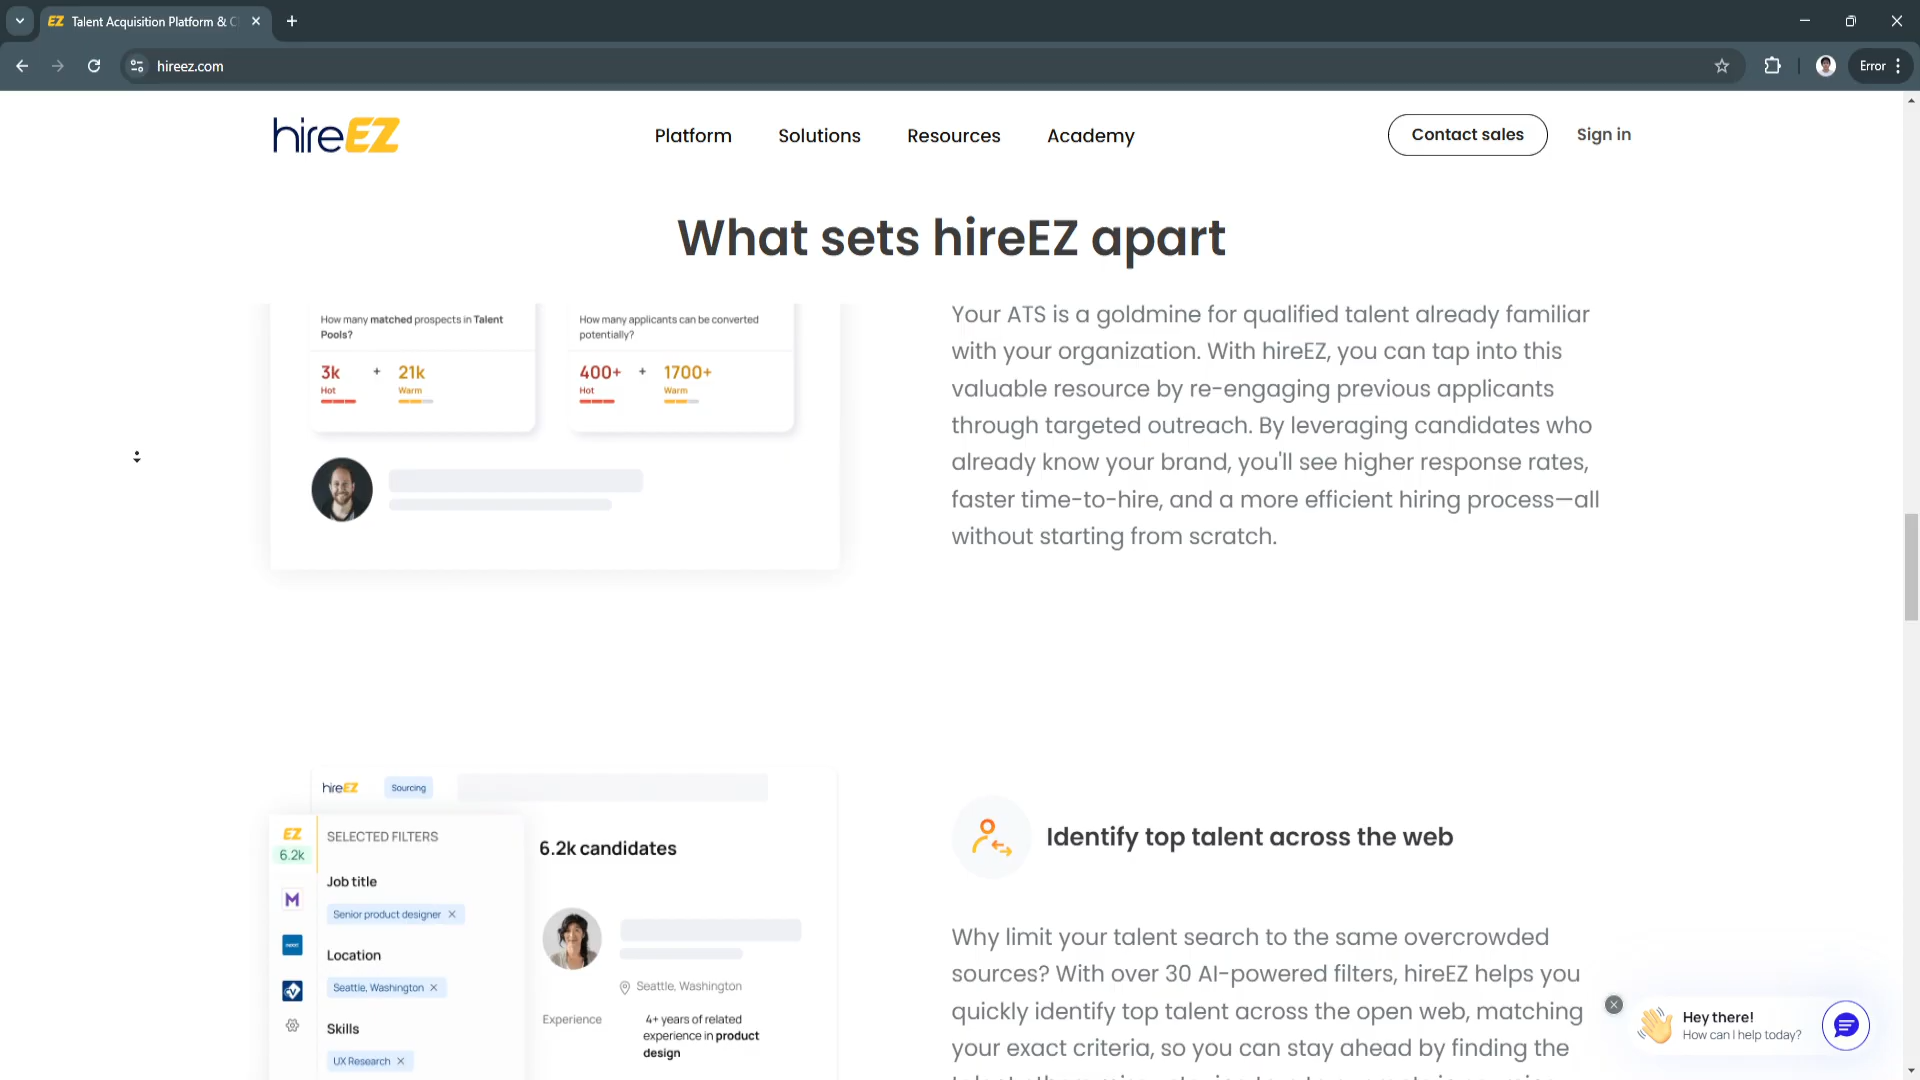 EZ Talent Acquisition Platform & C
hireez.com
Error
hireEZ
Platform
Solutions
Resources
Academy
Contact sales
Sign in
What sets hireEZ apart
How many matched prospects in Talent
Pools?
3k + 21k
Hot Warm
How many applicants can be converted
potentially?
400+ + 1700+
Hot Warm
Your ATS is a goldmine for qualified talent already familiar
with your organization. With hireEZ, you can tap into this
valuable resource by re-engaging previous applicants
through targeted outreach. By leveraging candidates who
already know your brand, you'll see higher response rates,
faster time-to-hire, and a more efficient hiring process—all
without starting from scratch.
hireEZ
Sourcing
EZ
6.2k
M
SELECTED FILTERS
Job title
Senior product designer
Location
Seattle, Washington
Skills
UX Research
6.2k candidates
Seattle, Washington
Experience
4+ years of related
experience in product
design
Identify top talent across the web
Why limit your talent search to the same overcrowded
sources? With over 30 AI-powered filters, hireEZ helps you
quickly identify top talent across the open web, matching
your exact criteria, so you can stay ahead by finding the
Hey there!
How can I help today?